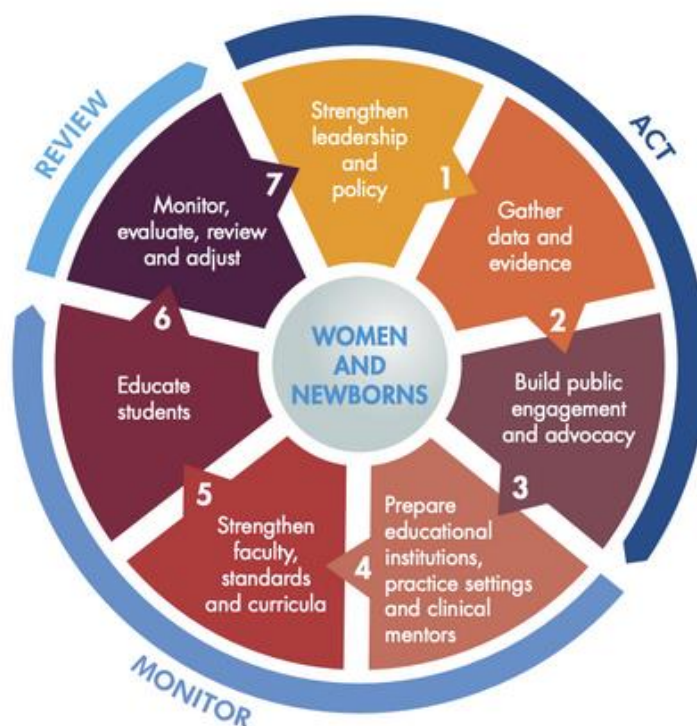 REVIEW
ACT
MONITOR
Strengthen
leadership
and
policy
1
Gather
data and
evidence
2
Build public
engagement
and advocacy
3
Prepare
educational
institutions,
practice settings
and clinical
mentors
4
Strengthen
faculty,
standards
and curricula
5
Educate
students
6
Monitor,
evaluate, review
and adjust
7
WOMEN
AND
NEWBORNS